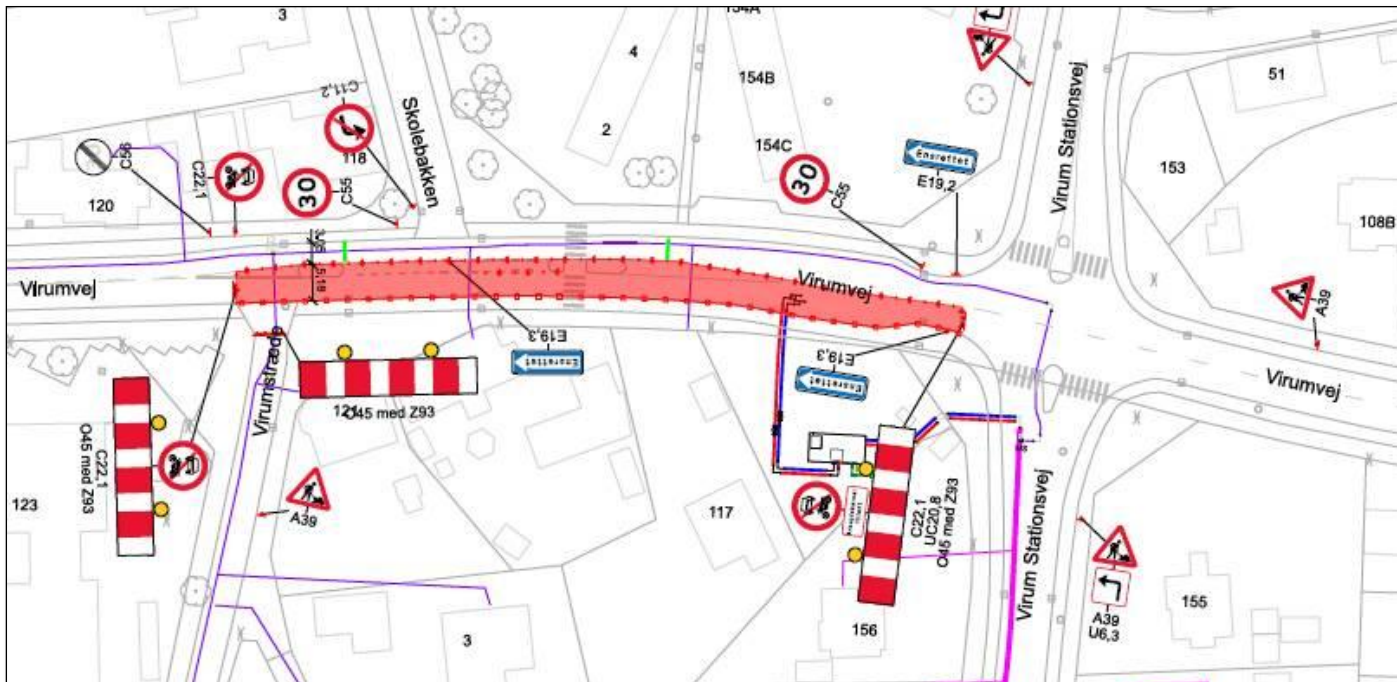 3
154A
4
2
154B
154C
51
153
108B
Virum Stationsvej
Skolebakken
C11,2
118
C56
C22,1
120
30
C55
30
C55
Ensrettet
E19,2
3,05
5,19
Virumvej
Virumvej
Virumvej
A39
E19,3
Ensrettet
E19,3
Ensrettet
Virumstræde
121
O45 med Z93
C22,1
O45 med Z93
123
A39
117
C22,1
UC20,8
O45 med Z93
Virum Stationsvej
A39
U6,3
155
156
3